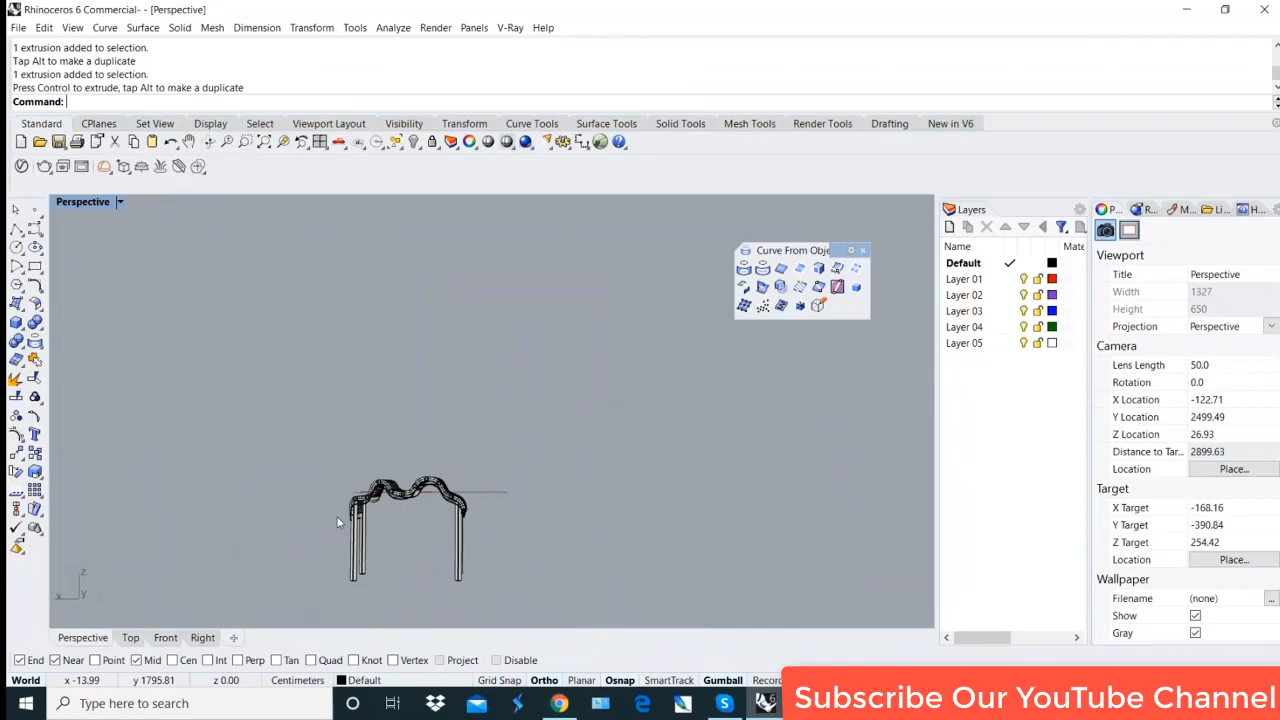 Rhinoceros 6 Commercial- - [Perspective]
File Edit View Curve Surface Solid Mesh Dimension Transform Tools Analyze Render Panels V-Ray Help
1 extrusion added to selection.
Tap Alt to make a duplicate
1 extrusion added to selection.
Press Control to extrude, tap Alt to make a duplicate
Command:
Standard CPlanes Set View Display Select Viewport Layout Visibility Transform Curve Tools Surface Tools Solid Tools Mesh Tools Render Tools Drafting New in V6
Perspective
Layers
P... R... M... Li... H...
Curve From Obje
Name Mate
Default
Layer 01
Layer 02
Layer 03
Layer 04
Layer 05
Viewport
Title Perspective
Width 1327
Height 650
Projection Perspective
Camera
Lens Length 50.0
Rotation 0.0
X Location -122.71
Y Location 2499.49
Z Location 26.93
Distance to Tar... 2899.63
Location Place...
Target
X Target -168.16
Y Target -390.84
Z Target 254.42
Location Place...
Wallpaper
Filename (none) ...
Show
Gray
z
x y
Perspective Top Front Right
End Near Point Mid Cen Int Perp Tan Quad Knot Vertex Project Disable
World x -13.99 y 1795.81 z 0.00 Centimeters Default Grid Snap Ortho Planar Osnap SmartTrack Gumball Recor
Type here to search
Subscribe Our YouTube Channel